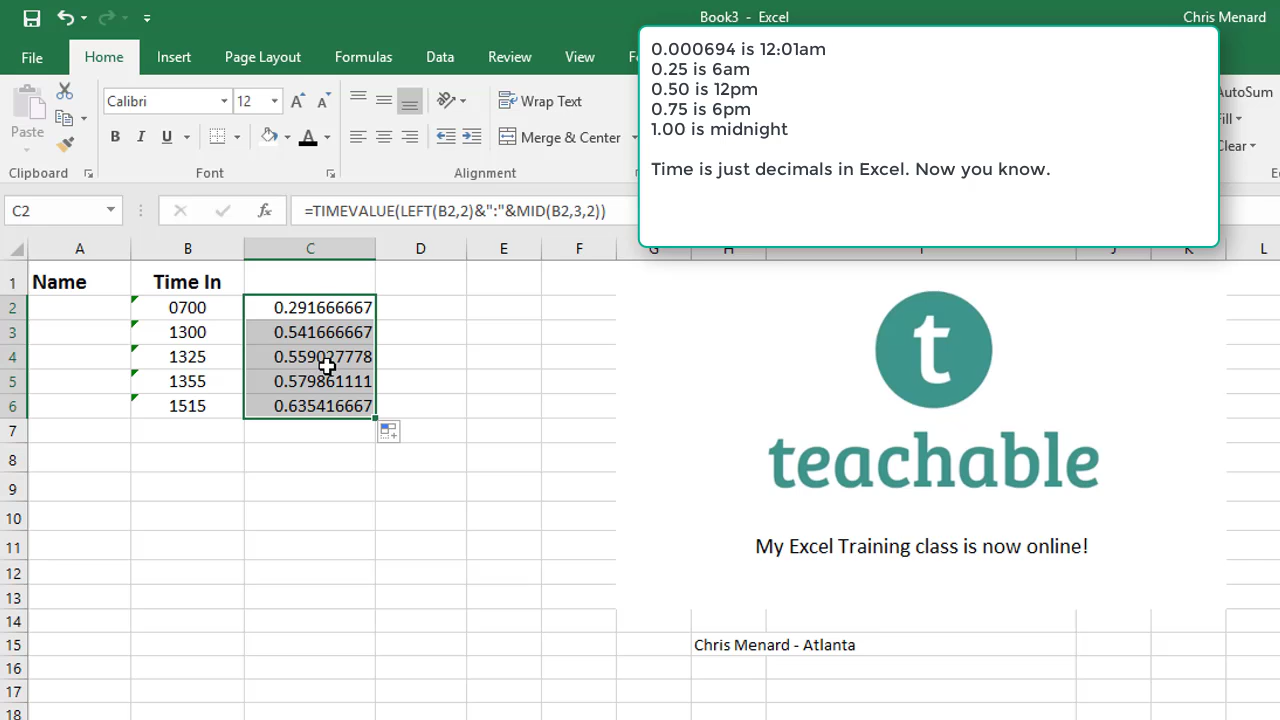 Book3 - Excel
Chris Menard
File
Home
Insert
Page Layout
Formulas
Data
Review
View
0.000694 is 12:01am
0.25 is 6am
0.50 is 12pm
0.75 is 6pm
1.00 is midnight
Time is just decimals in Excel. Now you know.
Paste
Calibri
12
Wrap Text
Merge & Center
AutoSum
Fill
Clear
Clipboard
Font
Alignment
C2
fx
=TIMEVALUE(LEFT(B2,2)&":"&MID(B2,3,2))
A B C D E F G H I J K L
1 Name Time In
2 0700 0.291666667
3 1300 0.541666667
4 1325 0.559027778
5 1355 0.579861111
6 1515 0.635416667
7
8
9
10
11
12
13
14
15
16
17
18
t
teachable
My Excel Training class is now online!
Chris Menard - Atlanta